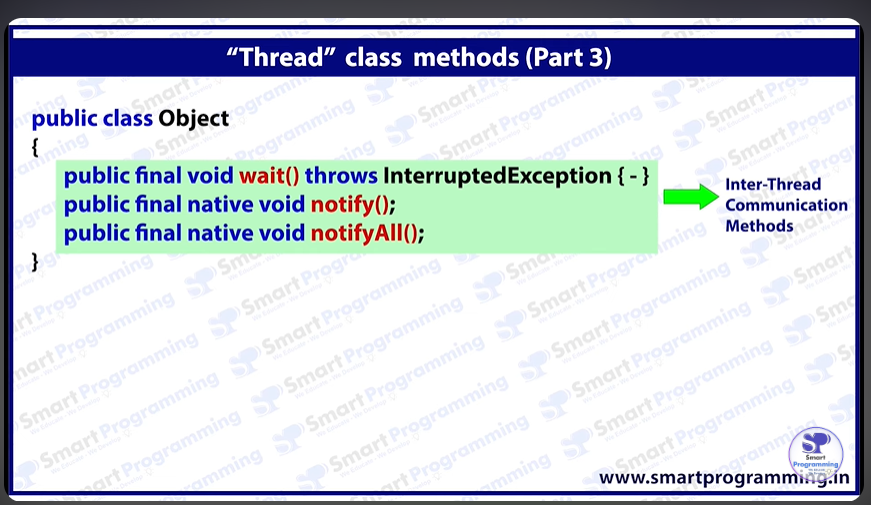 “Thread” class methods (Part 3)
public class Object
{
public final void wait() throws InterruptedException { - }
public final native void notify();
public final native void notifyAll();
}
Inter-Thread
Communication
Methods
Smart
Programming
www.smartprogramming.in